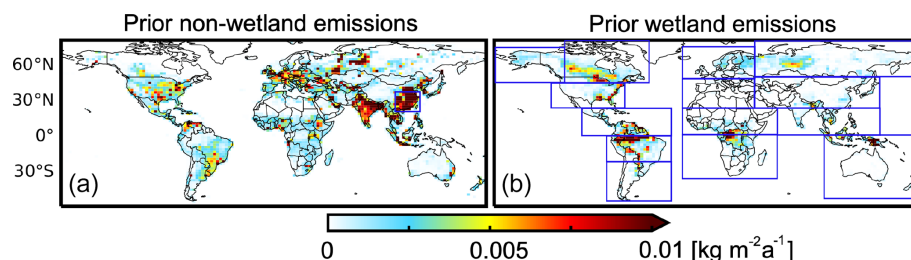 Prior non-wetland emissions
Prior wetland emissions
60°N
30°N
0°
30°S
(a)
(b)
0
0.005
0.01 [kg m⁻²a⁻¹]